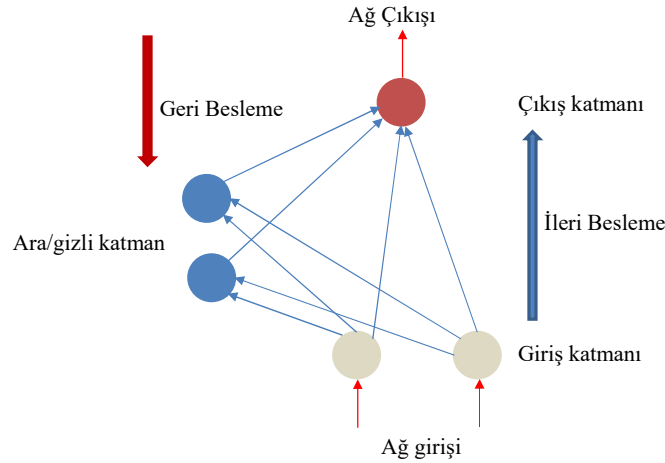 Ağ Çıkışı
Geri Besleme
Çıkış katmanı
Ara/gizli katman
İleri Besleme
Giriş katmanı
Ağ girişi